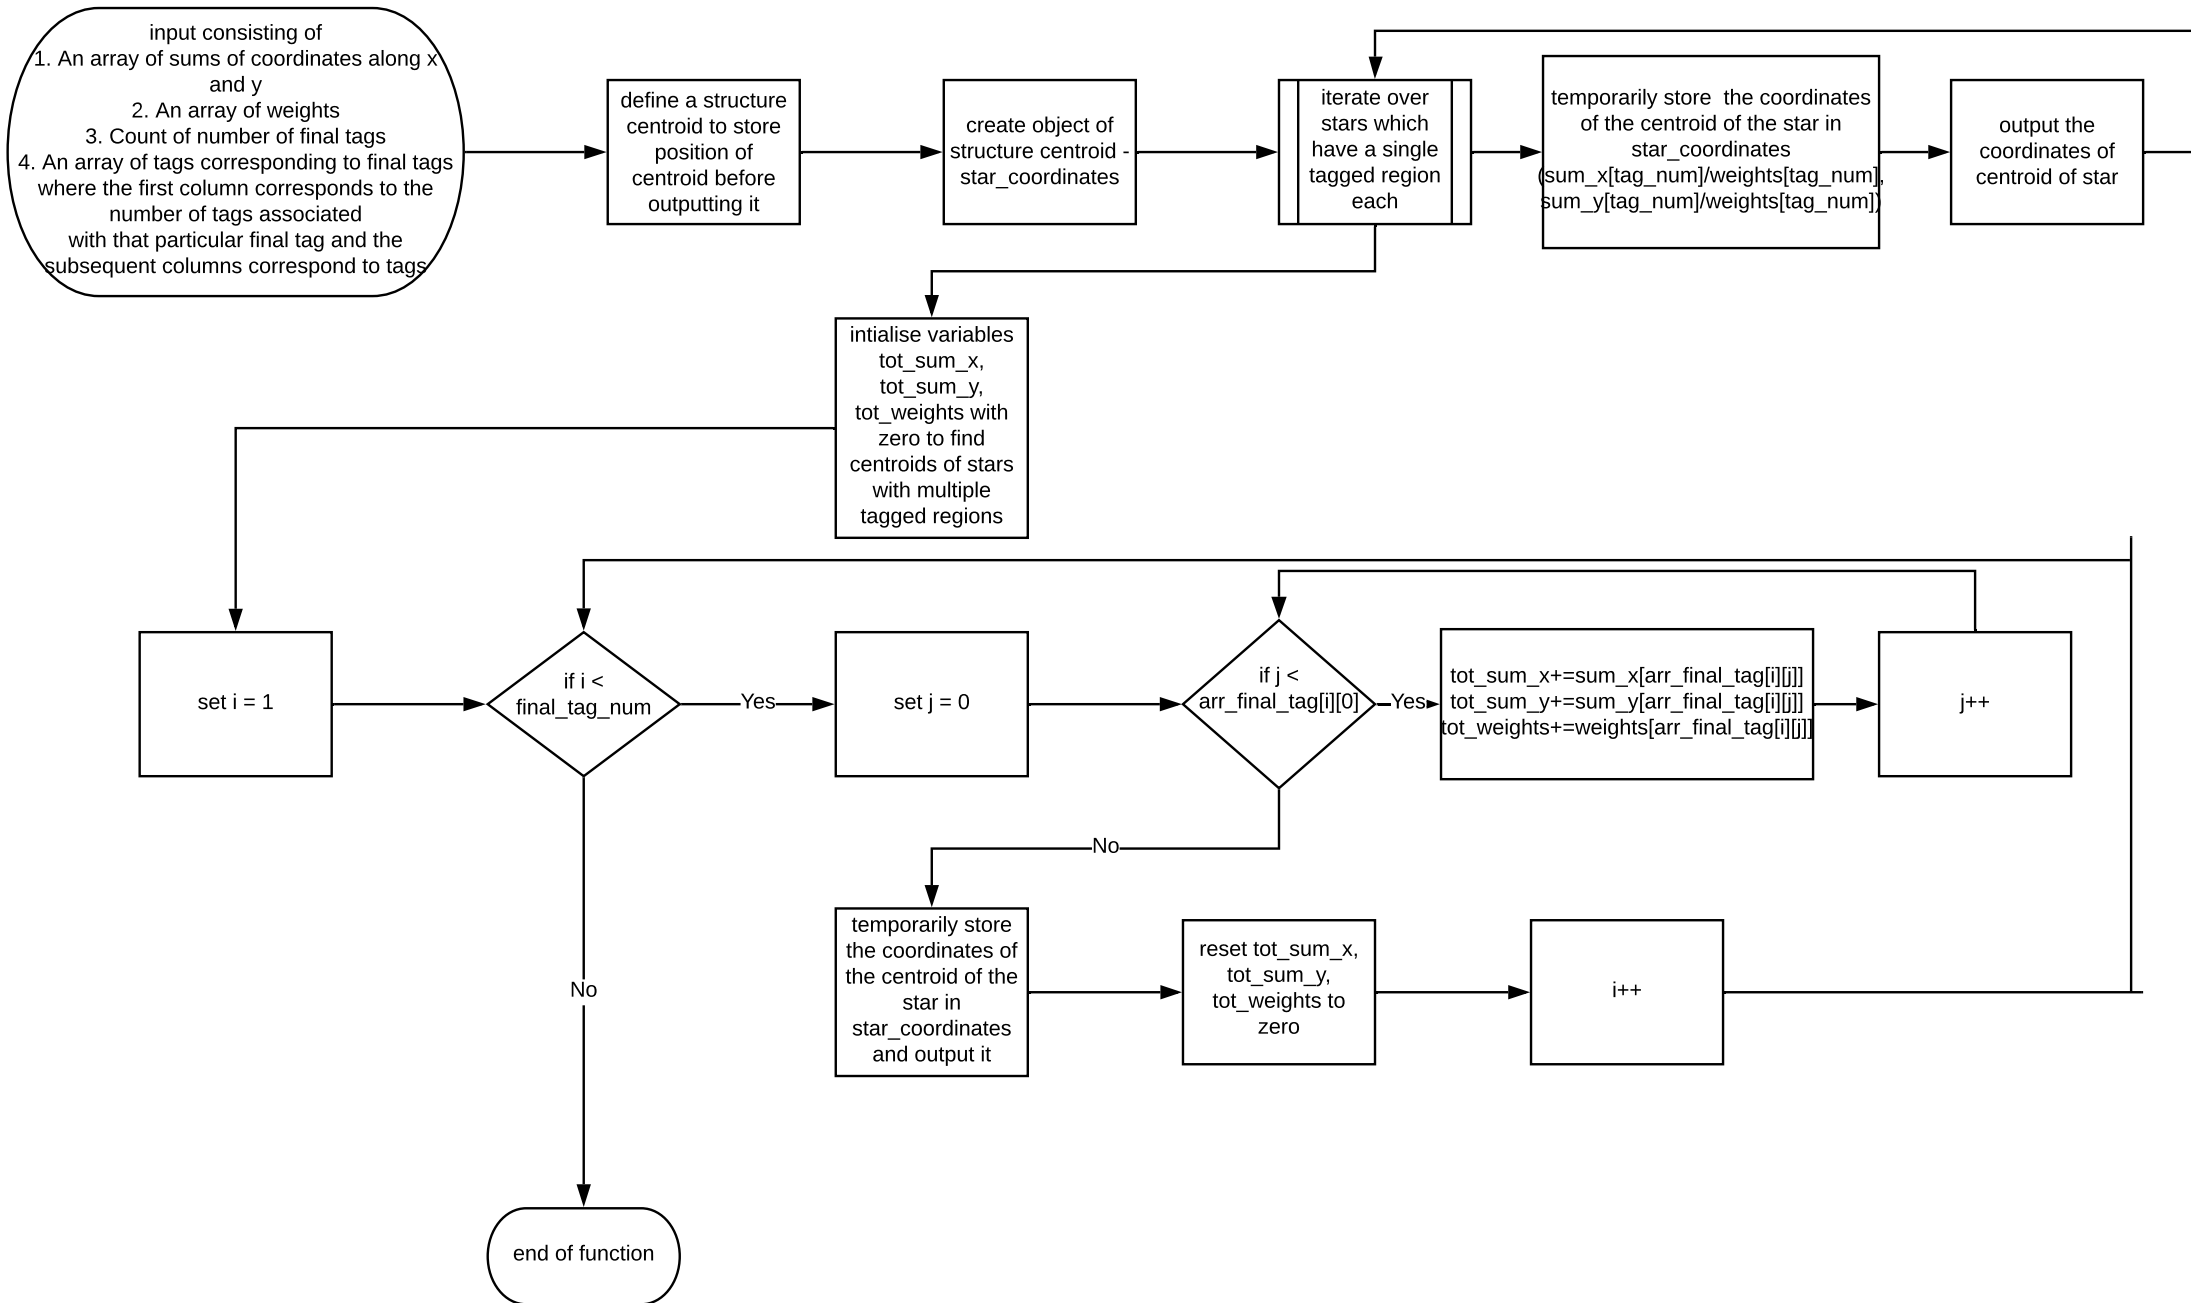 input consisting of
1. An array of sums of coordinates along x
and y
2. An array of weights
3. Count of number of final tags
4. An array of tags corresponding to final tags
where the first column corresponds to the
number of tags associated
with that particular final tag and the
subsequent columns correspond to tags
define a structure
centroid to store
position of
centroid before
outputting it
create object of
structure centroid -
star_coordinates
iterate over
stars which
have a single
tagged region
each
temporarily store  the coordinates
of the centroid of the star in
star_coordinates
(sum_x[tag_num]/weights[tag_num],
sum_y[tag_num]/weights[tag_num])
output the
coordinates of
centroid of star
intialise variables
tot_sum_x,
tot_sum_y,
tot_weights with
zero to find
centroids of stars
with multiple
tagged regions
set i = 1
if i <
final_tag_num
Yes
set j = 0
if j <
arr_final_tag[i][0]
Yes
tot_sum_x+=sum_x[arr_final_tag[i][j]]
tot_sum_y+=sum_y[arr_final_tag[i][j]]
tot_weights+=weights[arr_final_tag[i][j]]
j++
No
temporarily store
the coordinates of
the centroid of the
star in
star_coordinates
and output it
reset tot_sum_x,
tot_sum_y,
tot_weights to
zero
i++
No
end of function